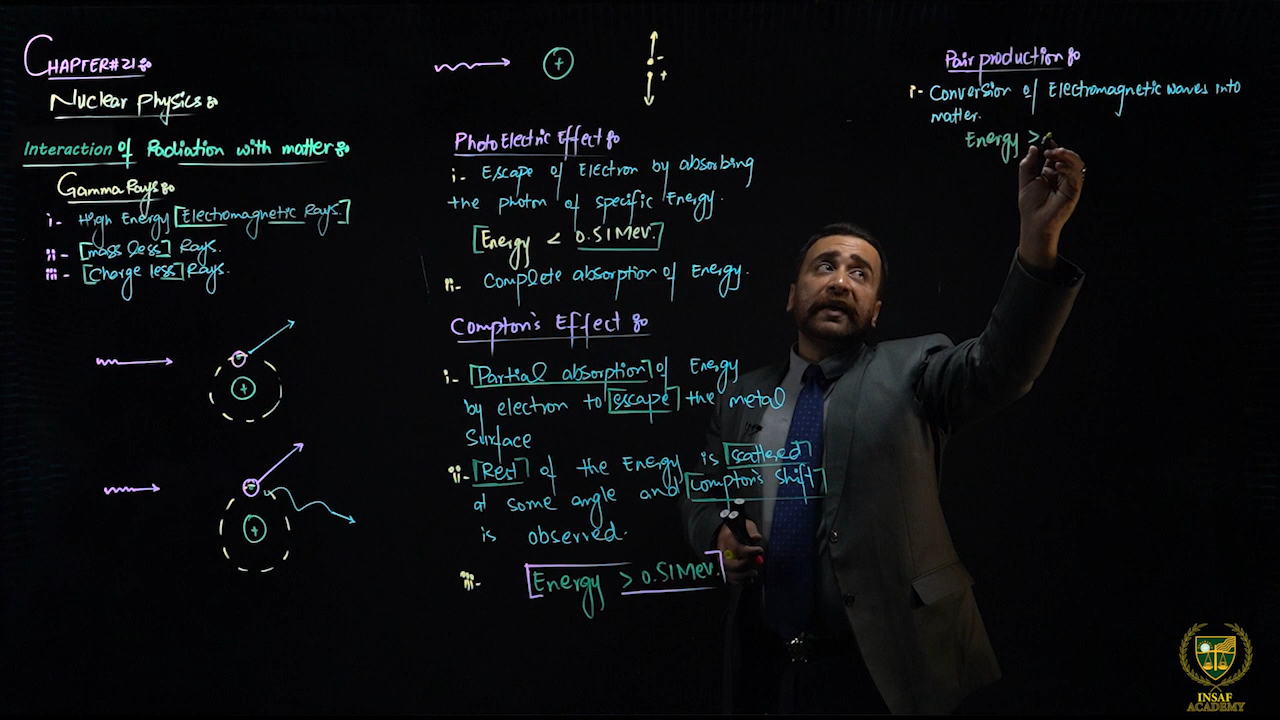 CHAPTER#21:
Nuclear Physics:
Interaction of Radiation with matter:
Gamma Rays:
i- High Energy [Electromagnetic Rays.]
ii- [mass less] Rays.
iii- [Charge less] Rays.
+
-
+
Photo Electric Effect:
i- Escape of Electron by absorbing
the photon of specific Energy.
[Energy < 0.51Mev.]
ii- Complete absorption of Energy.
Compton's Effect:
i- [Partial absorption] of Energy
by electron to [escape] the metal
Surface
ii- [Rest] of the Energy is [scattered]
at some angle and [compton's shift]
is observed.
iii- [Energy > 0.51Mev.]
-
+
-
+
Pair production:
i- Conversion of Electromagnetic waves into
matter.
Energy >
INSAF
ACADEMY